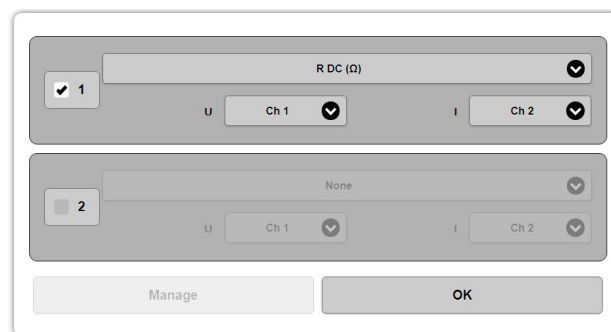 1
R DC (Ω)
U Ch 1 I Ch 2
2
None
U Ch 1 I Ch 2
Manage OK